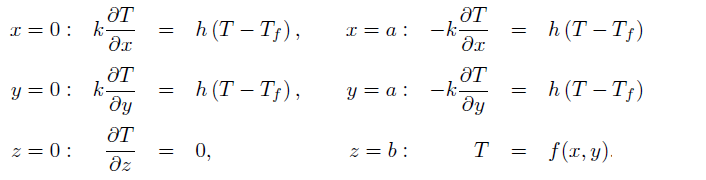 x = 0 : k ∂T/∂x = h (T − T_f) , x = a : −k ∂T/∂x = h (T − T_f)
y = 0 : k ∂T/∂y = h (T − T_f) , y = a : −k ∂T/∂y = h (T − T_f)
z = 0 : ∂T/∂z = 0, z = b : T = f(x, y).